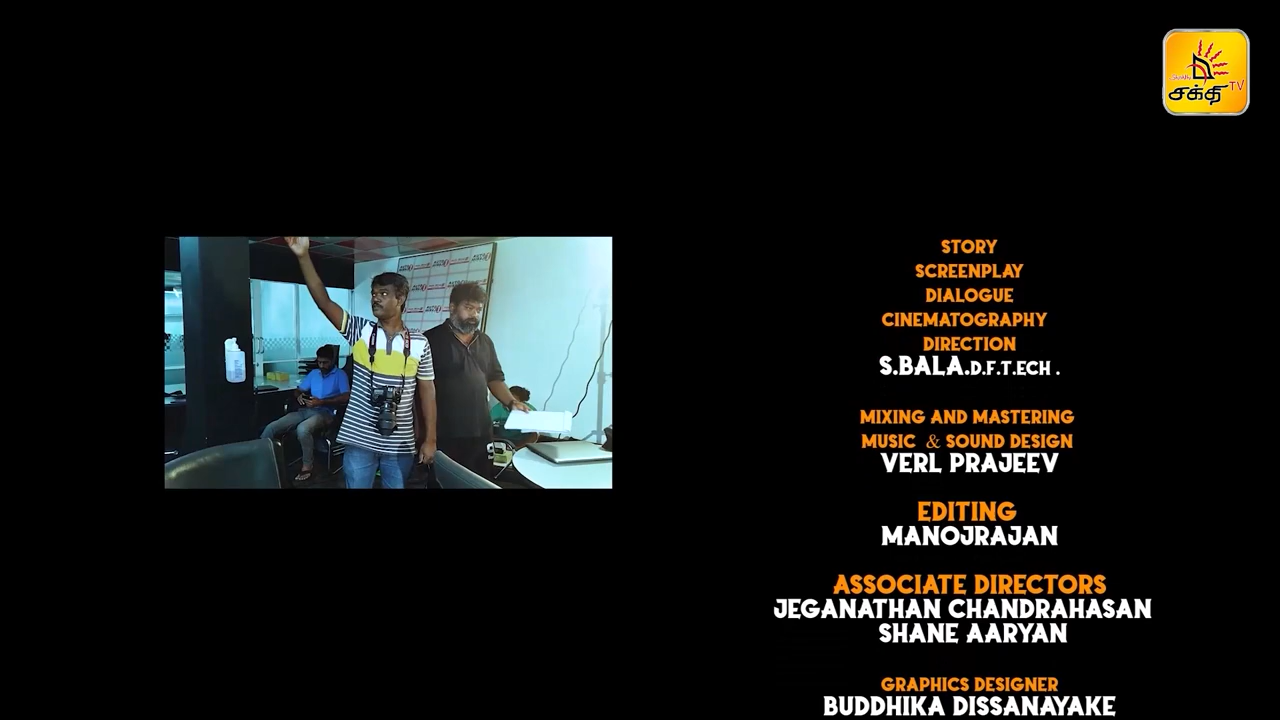 Shakthi
சக்தி TV
STORY
SCREENPLAY
DIALOGUE
CINEMATOGRAPHY
DIRECTION
S.BALA.D.F.T.ECH .
MIXING AND MASTERING
MUSIC & SOUND DESIGN
VERL PRAJEEV
EDITING
MANOJRAJAN
ASSOCIATE DIRECTORS
JEGANATHAN CHANDRAHASAN
SHANE AARYAN
GRAPHICS DESIGNER
BUDDHIKA DISSANAYAKE